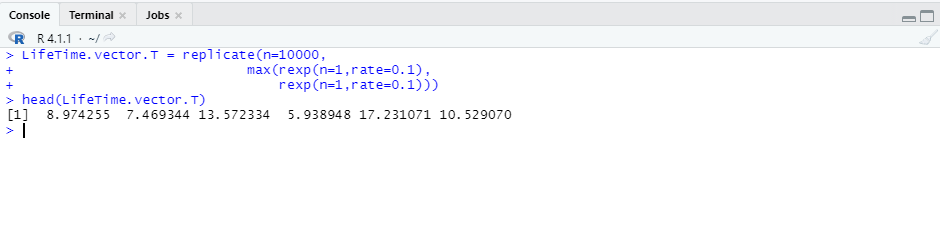 Console Terminal Jobs
R R 4.1.1 · ~/
> LifeTime.vector.T = replicate(n=10000,
+                              max(rexp(n=1,rate=0.1),
+                                  rexp(n=1,rate=0.1)))
> head(LifeTime.vector.T)
[1]  8.974255  7.469344 13.572334  5.938948 17.231071 10.529070
>